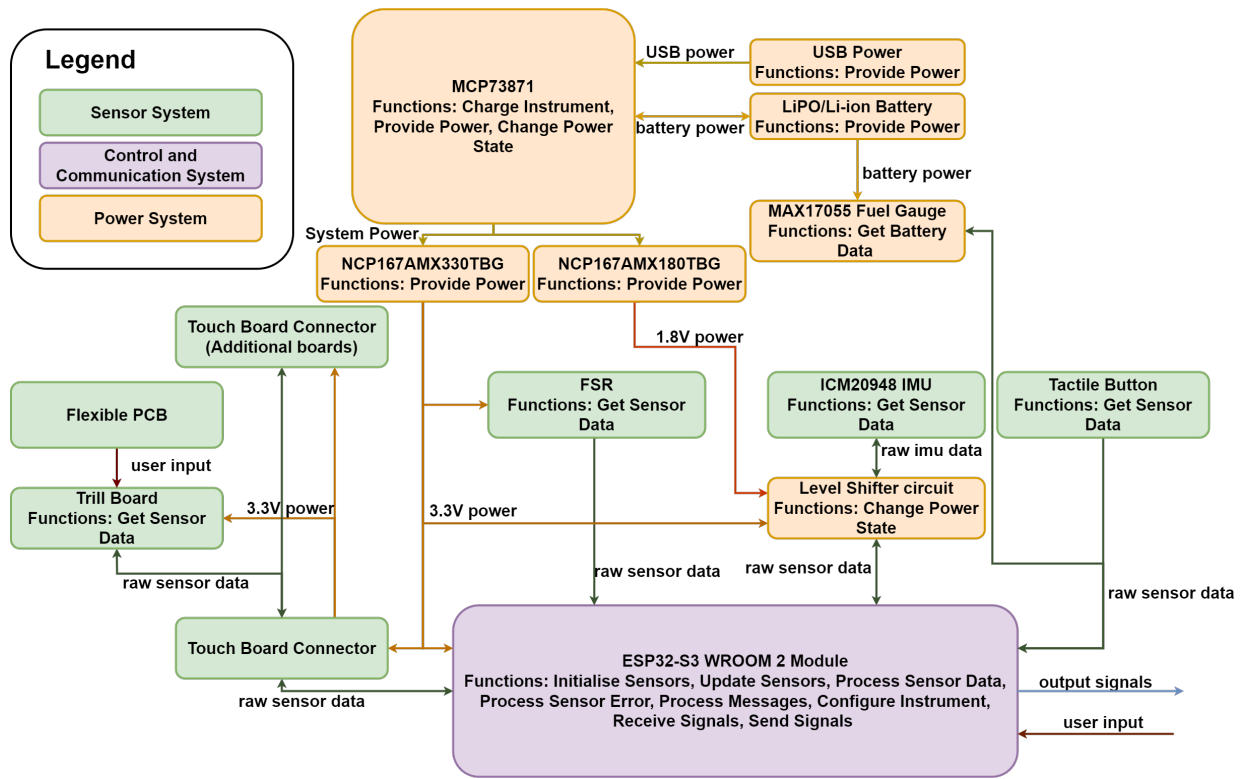 Legend
Sensor System
Control and
Communication System
Power System
MCP73871
Functions: Charge Instrument,
Provide Power, Change Power
State
USB power
USB Power
Functions: Provide Power
battery power
LiPO/Li-ion Battery
Functions: Provide Power
battery power
MAX17055 Fuel Gauge
Functions: Get Battery
Data
System Power
NCP167AMX330TBG
Functions: Provide Power
NCP167AMX180TBG
Functions: Provide Power
1.8V power
Touch Board Connector
(Additional boards)
Flexible PCB
user input
FSR
Functions: Get Sensor
Data
ICM20948 IMU
Functions: Get Sensor
Data
Tactile Button
Functions: Get Sensor
Data
raw imu data
Trill Board
Functions: Get Sensor
Data
3.3V power
3.3V power
Level Shifter circuit
Functions: Change Power
State
raw sensor data
raw sensor data
raw sensor data
raw sensor data
Touch Board Connector
raw sensor data
ESP32-S3 WROOM 2 Module
Functions: Initialise Sensors, Update Sensors, Process Sensor Data,
Process Sensor Error, Process Messages, Configure Instrument,
Receive Signals, Send Signals
output signals
user input